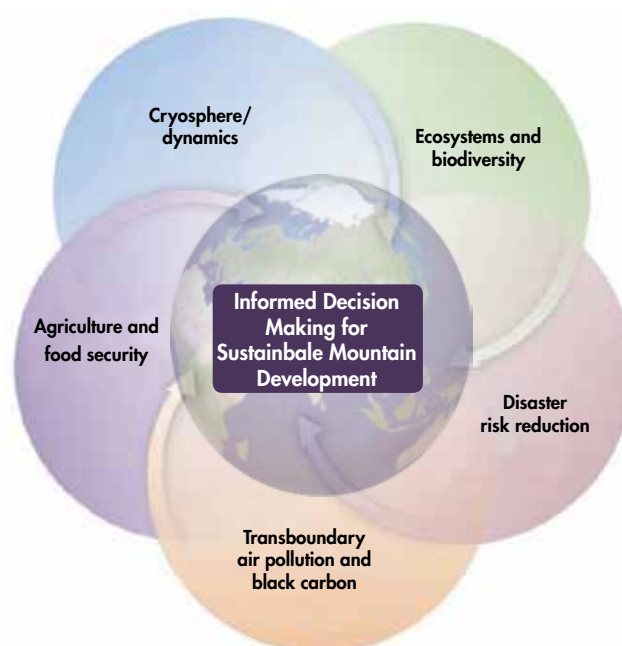 Cryosphere/
dynamics
Ecosystems and
biodiversity
Informed Decision
Making for
Sustainbale Mountain
Development
Agriculture and
food security
Disaster
risk reduction
Transboundary
air pollution and
black carbon